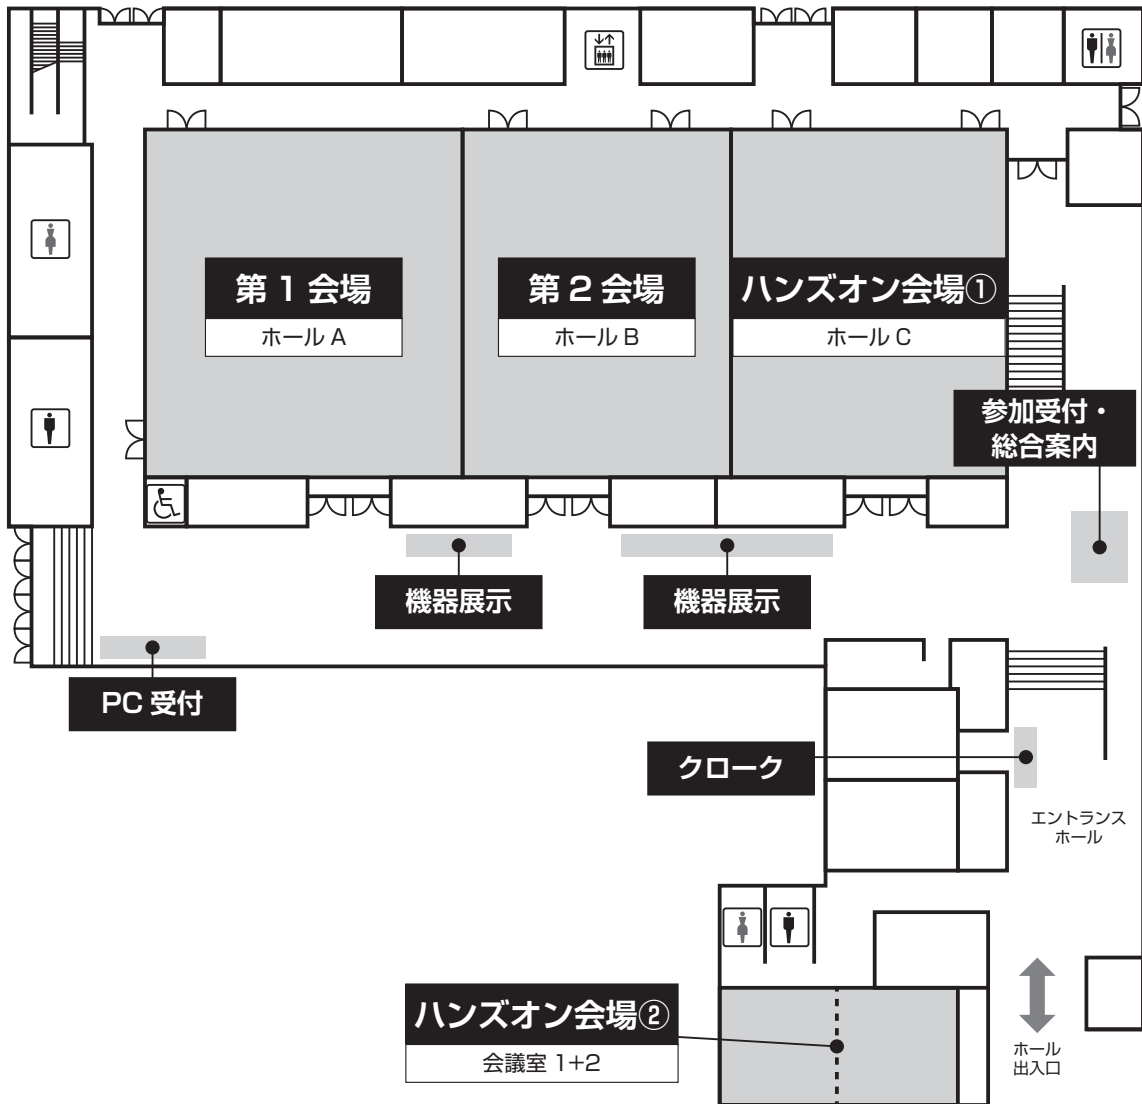 第 1 会場
ホール A
第 2 会場
ホール B
ハンズオン会場①
ホール C
参加受付・
総合案内
機器展示
機器展示
PC 受付
クローク
エントランス
ホール
ハンズオン会場②
会議室 1+2
ホール
出入口